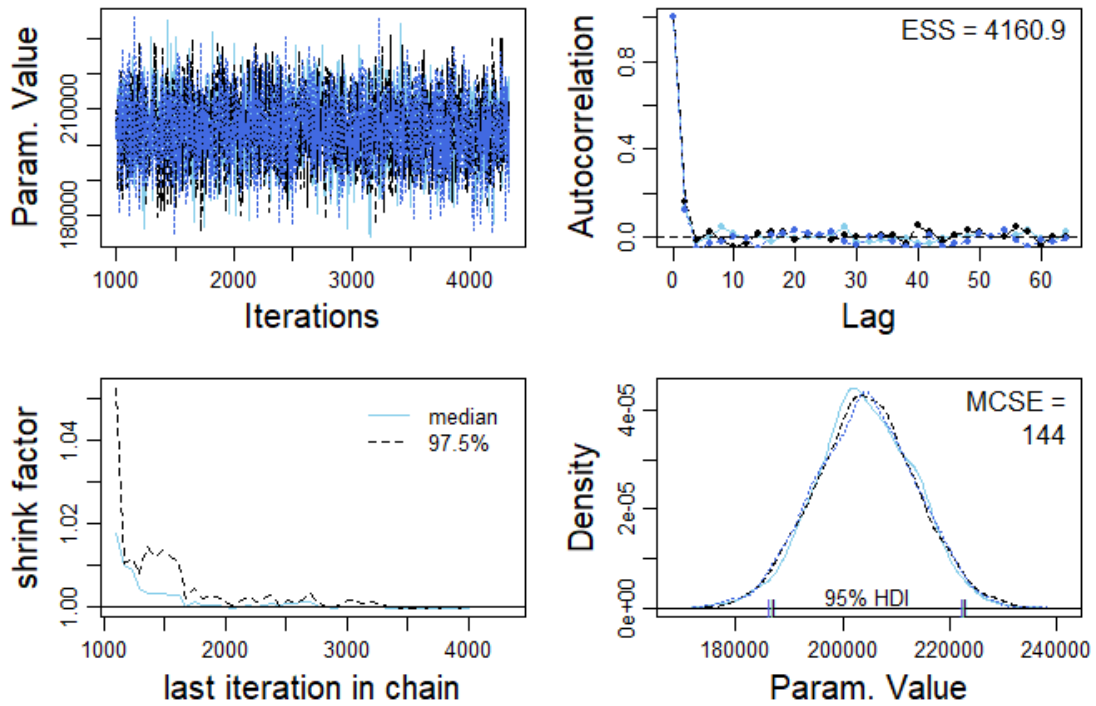 Param. Value
180000
210000
1000
2000
3000
4000
Iterations
Autocorrelation
0.0
0.4
0.8
ESS = 4160.9
0
10
20
30
40
50
60
Lag
shrink factor
1.00
1.02
1.04
median
97.5%
1000
2000
3000
4000
last iteration in chain
Density
0e+00
2e-05
4e-05
MCSE =
144
95% HDI
180000
200000
220000
240000
Param. Value